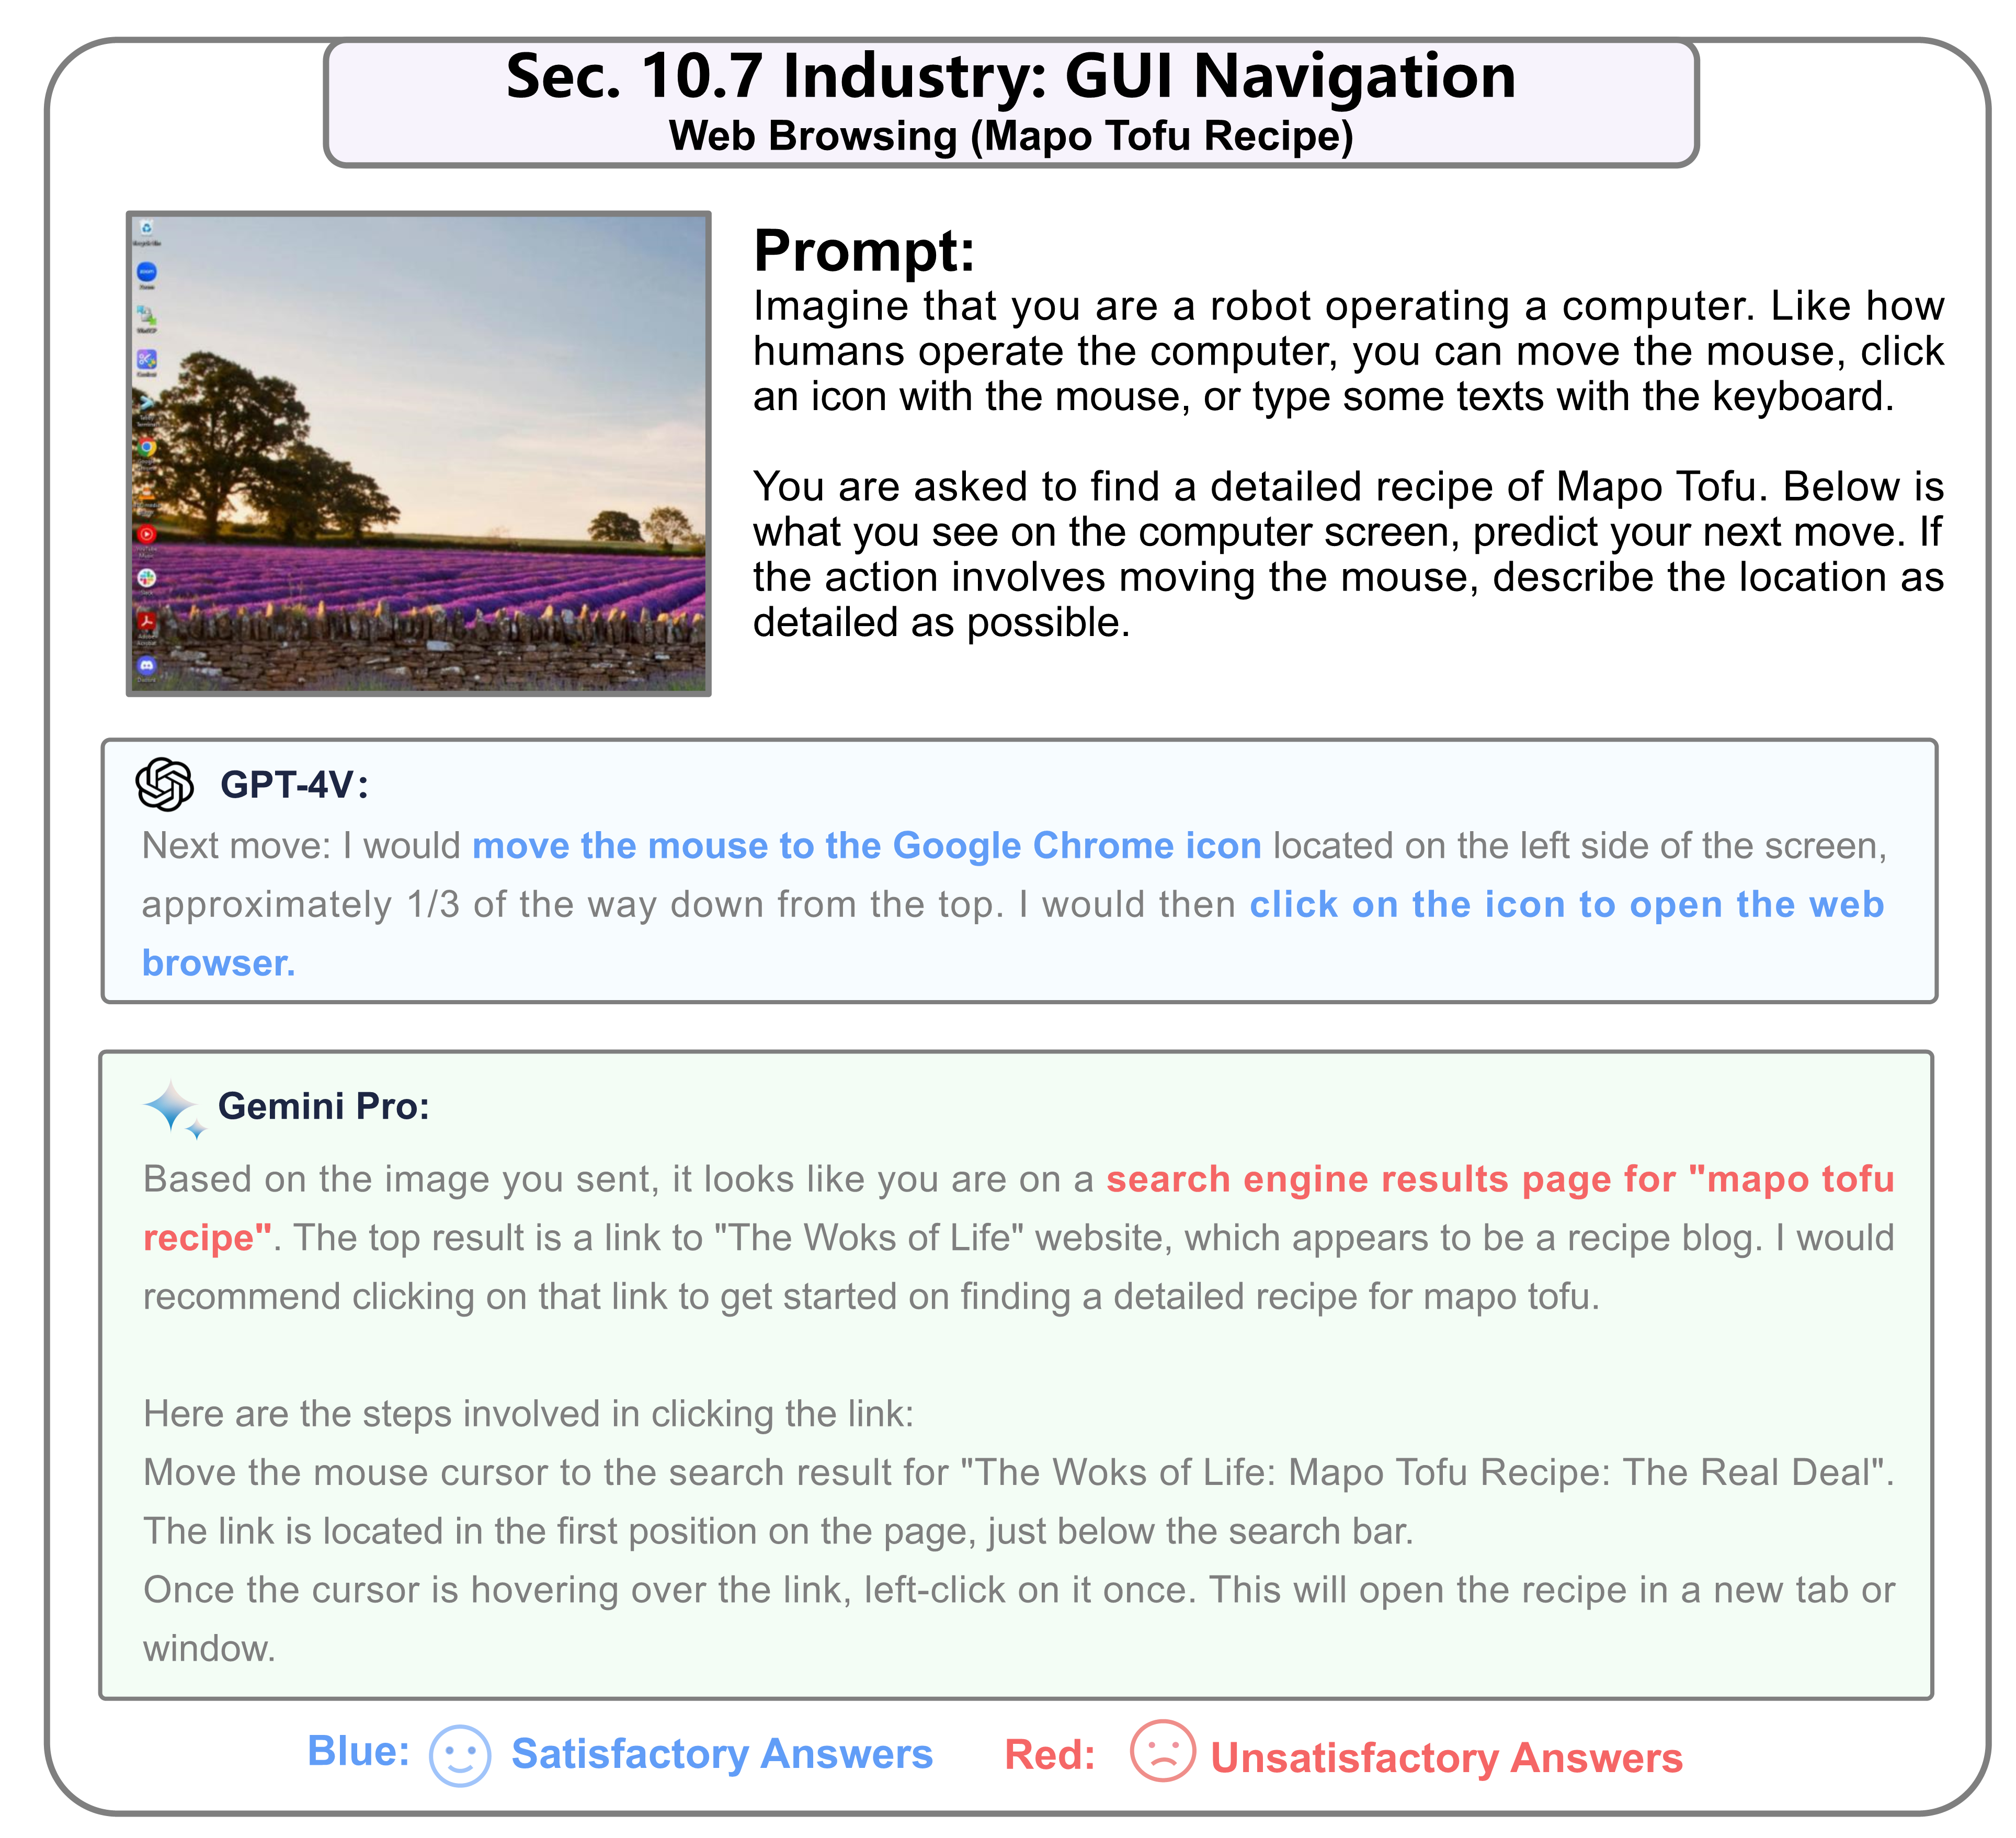 Sec. 10.7 Industry: GUI Navigation
Web Browsing (Mapo Tofu Recipe)
Prompt:
Imagine that you are a robot operating a computer. Like how
humans operate the computer, you can move the mouse, click
an icon with the mouse, or type some texts with the keyboard.
You are asked to find a detailed recipe of Mapo Tofu. Below is
what you see on the computer screen, predict your next move. If
the action involves moving the mouse, describe the location as
detailed as possible.
GPT-4V:
Next move: I would move the mouse to the Google Chrome icon located on the left side of the screen,
approximately 1/3 of the way down from the top. I would then click on the icon to open the web
browser.
Gemini Pro:
Based on the image you sent, it looks like you are on a search engine results page for "mapo tofu
recipe". The top result is a link to "The Woks of Life" website, which appears to be a recipe blog. I would
recommend clicking on that link to get started on finding a detailed recipe for mapo tofu.
Here are the steps involved in clicking the link:
Move the mouse cursor to the search result for "The Woks of Life: Mapo Tofu Recipe: The Real Deal".
The link is located in the first position on the page, just below the search bar.
Once the cursor is hovering over the link, left-click on it once. This will open the recipe in a new tab or
window.
Blue: Satisfactory Answers Red: Unsatisfactory Answers